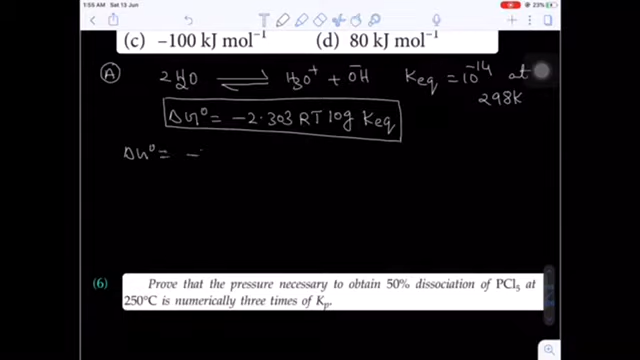 1:55 AM Sat 13 Jun
23%
(c) –100 kJ mol⁻¹ (d) 80 kJ mol⁻¹
(A) 2H₂O ⇌ H₃O⁺ + ŌH Keq = 10⁻¹⁴ at
298K
ΔG° = –2.303 RT log Keq
ΔG° = –
(6) Prove that the pressure necessary to obtain 50% dissociation of PCl₅ at
250°C is numerically three times of Kₚ.